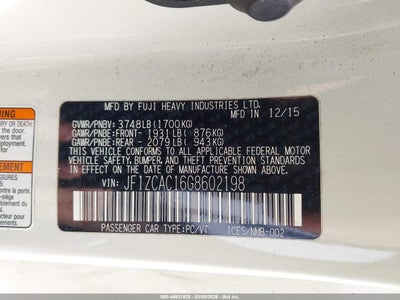 MFD BY FUJI HEAVY INDUSTRIES LTD.
MFD IN 12/15
GVWR/PNBV: 3748LB(1700KG)
GAWR/PNBE:FRONT- 1931LB( 876KG)
GAWR/PNBE:REAR- 2079LB( 943KG)
THIS VEHICLE CONFORMS TO ALL APPLICABLE FEDERAL MOTOR
VEHICLE SAFETY, BUMPER, AND THEFT PREVENTION STANDARDS
IN EFFECT ON THE DATE OF MANUFACTURE SHOWN ABOVE.
VIN: JF1ZCAC16G8602198
PASSENGER CAR TYPE:PC/VT
ICES/NMB-002